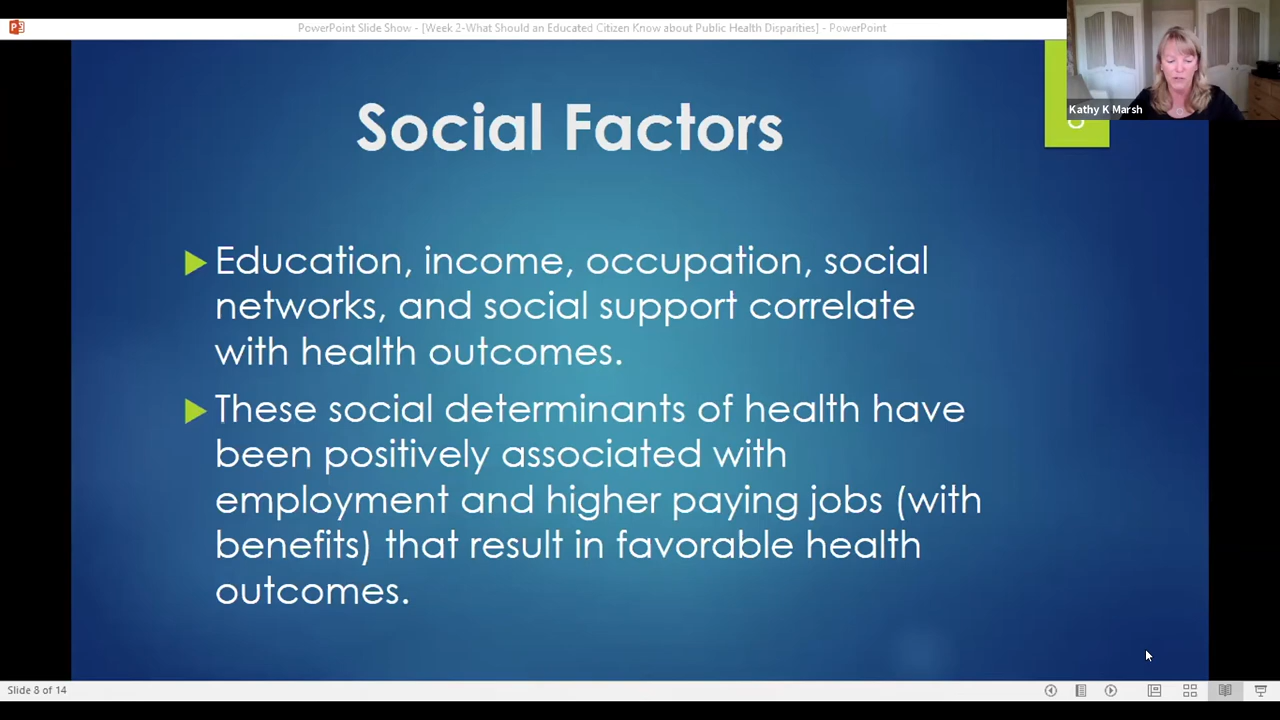 PowerPoint Slide Show - [Week 2-What Should an Educated Citizen Know about Public Health Disparities] - PowerPoint
Kathy K Marsh
Social Factors
Education, income, occupation, social
networks, and social support correlate
with health outcomes.
These social determinants of health have
been positively associated with
employment and higher paying jobs (with
benefits) that result in favorable health
outcomes.
Slide 8 of 14